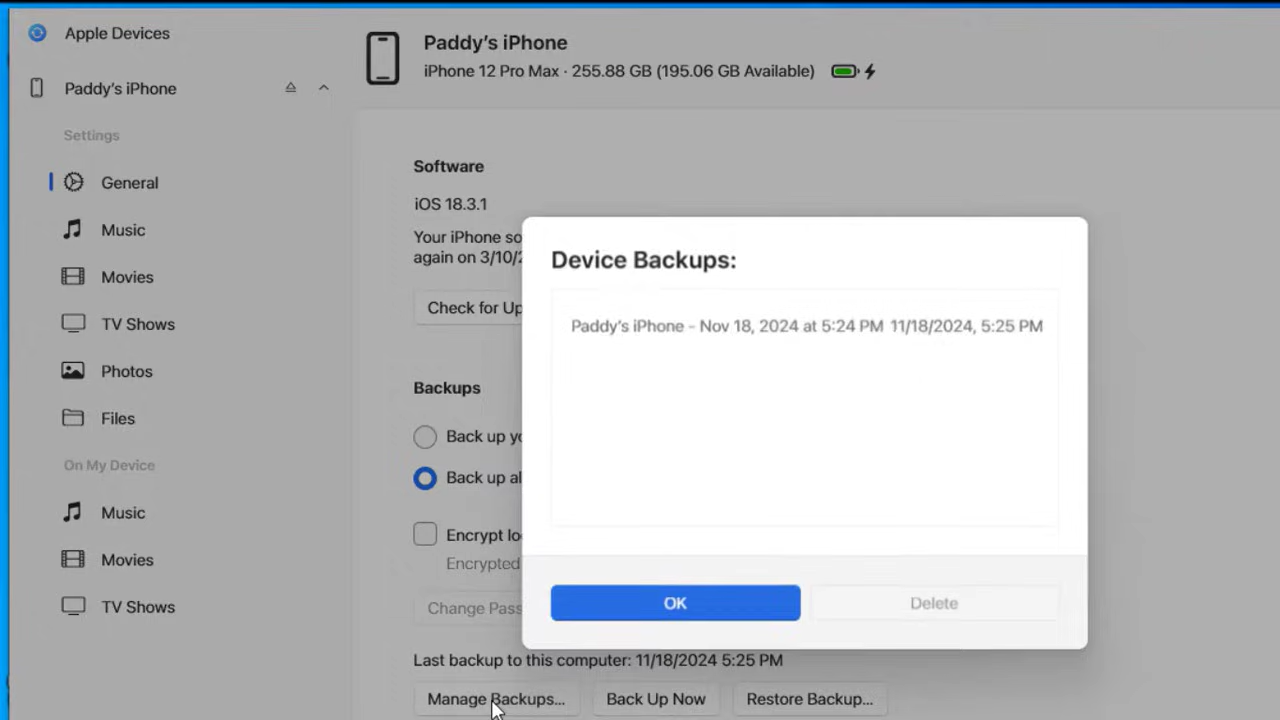 Apple Devices
Paddy's iPhone
Settings
General
Music
Movies
TV Shows
Photos
Files
On My Device
Music
Movies
TV Shows
Paddy's iPhone
iPhone 12 Pro Max · 255.88 GB (195.06 GB Available)
Software
iOS 18.3.1
Your iPhone so
again on 3/10/2
Check for Up
Backups
Back up yo
Back up al
Encrypt lo
Encrypted
Change Pass
Last backup to this computer: 11/18/2024 5:25 PM
Manage Backups...
Back Up Now
Restore Backup...
Device Backups:
Paddy's iPhone - Nov 18, 2024 at 5:24 PM 11/18/2024, 5:25 PM
OK
Delete